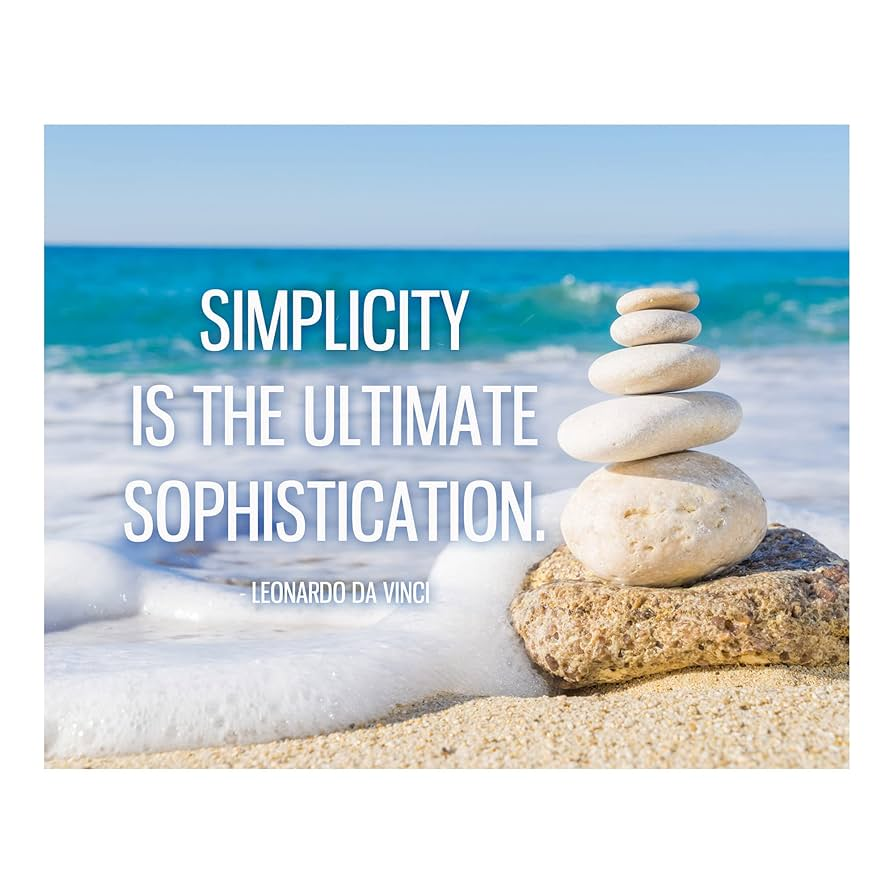 SIMPLICITY
IS THE ULTIMATE
SOPHISTICATION.
- LEONARDO DA VINCI